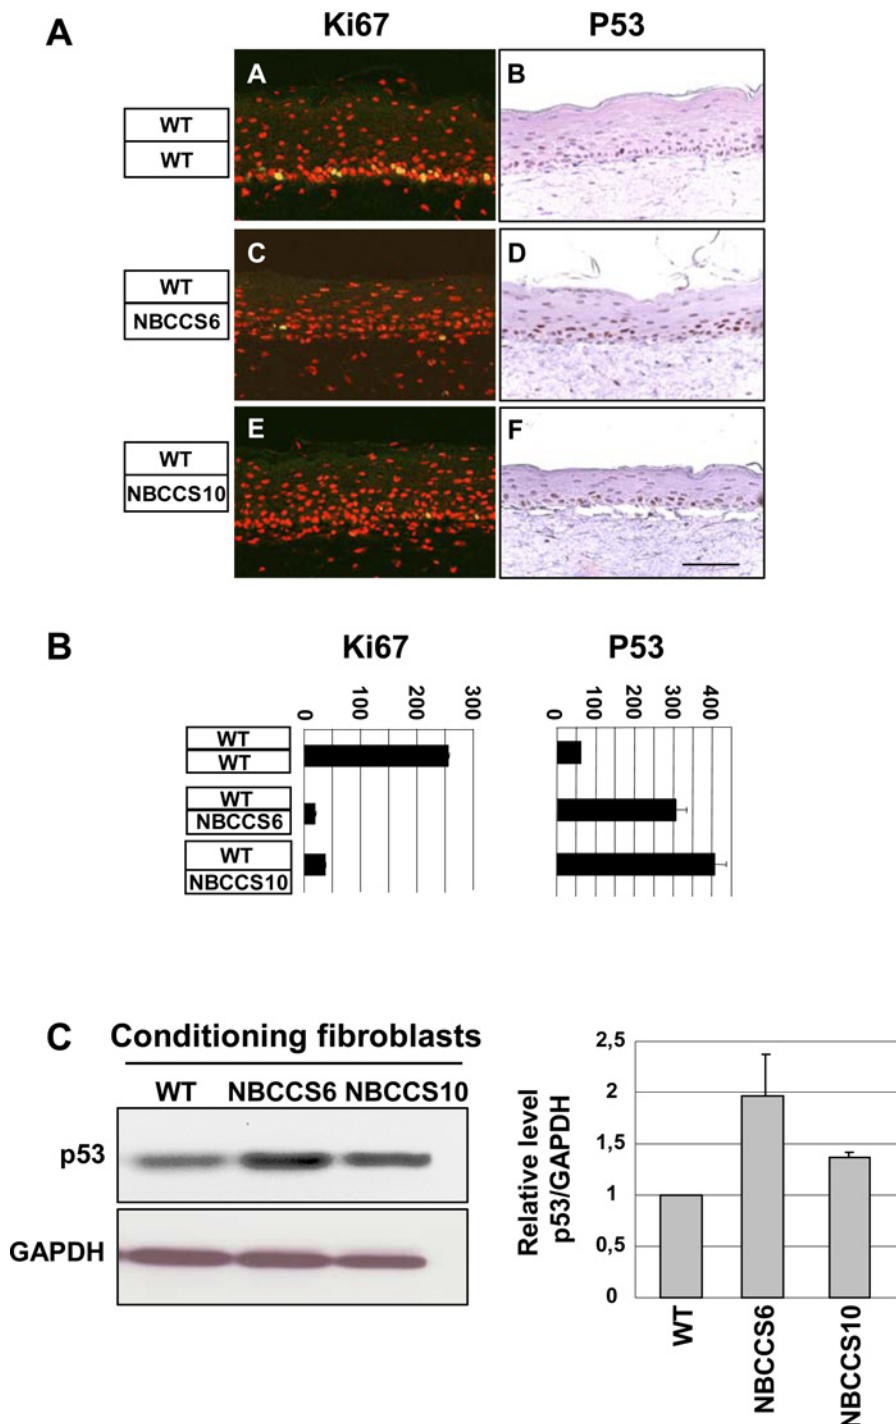 A
Ki67
P53
A
B
WT
WT
C
D
WT
NBCCS6
E
F
WT
NBCCS10
B
Ki67
P53
0
100
200
300
0
100
200
300
400
WT
WT
WT
NBCCS6
WT
NBCCS10
C
Conditioning fibroblasts
WT NBCCS6 NBCCS10
p53
GAPDH
Relative level
p53/GAPDH
2,5
2
1,5
1
0,5
0
WT
NBCCS6
NBCCS10